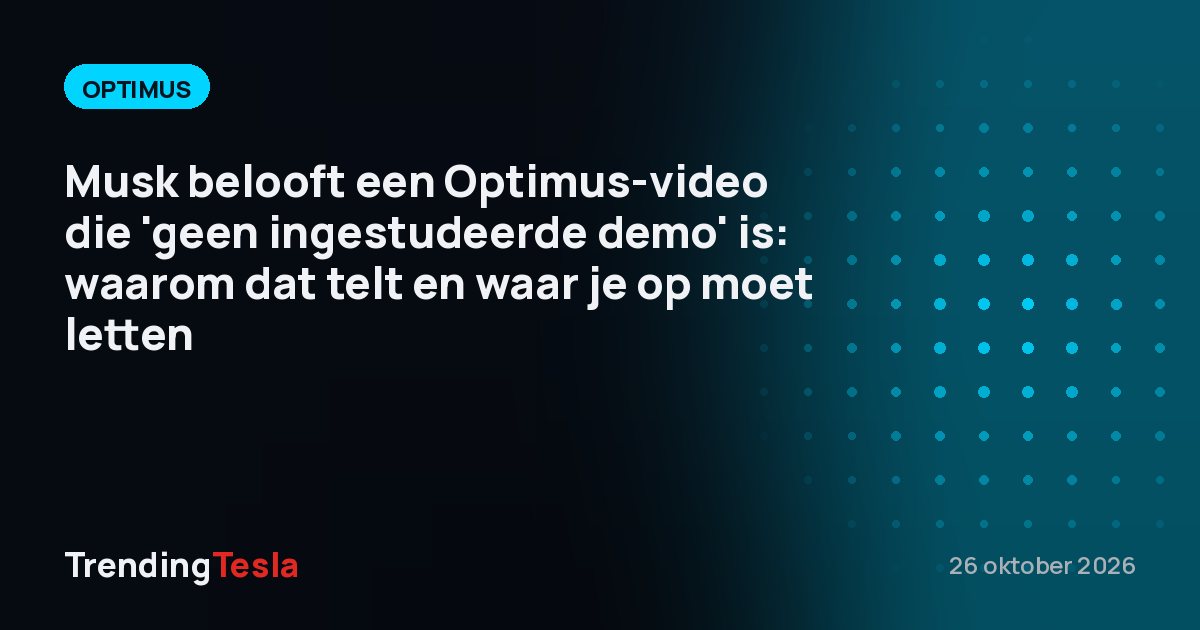 OPTIMUS
Musk belooft een Optimus-video
die 'geen ingestudeerde demo' is:
waarom dat telt en waar je op moet
letten
TrendingTesla
26 oktober 2026